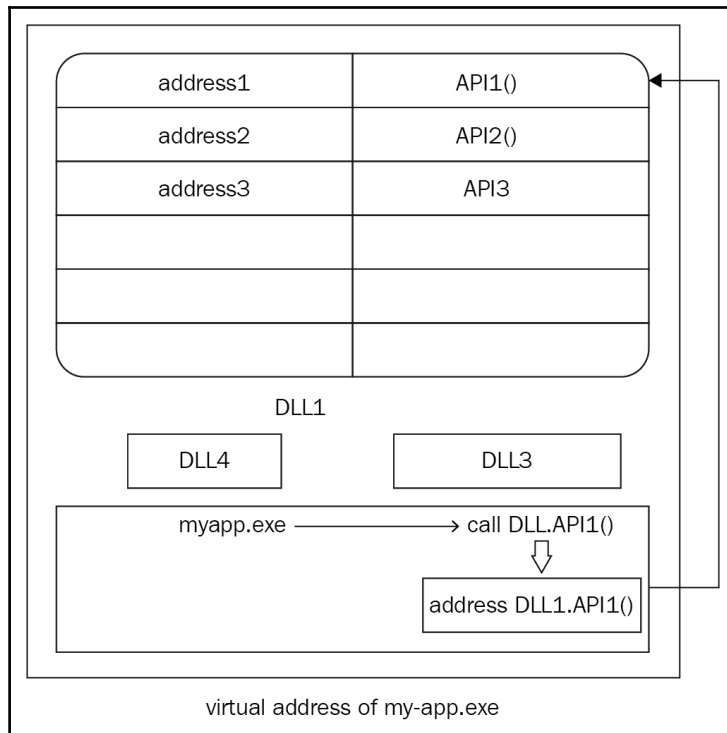 address1 API1()
address2 API2()
address3 API3
DLL1
DLL4 DLL3
myapp.exe call DLL.API1()
address DLL1.API1()
virtual address of my-app.exe